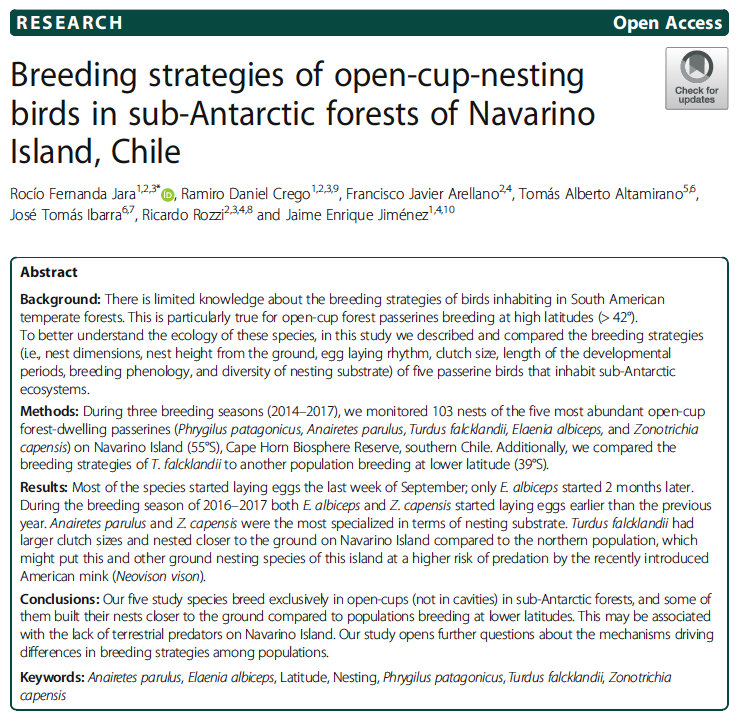 RESEARCH Open Access
Breeding strategies of open-cup-nesting
birds in sub-Antarctic forests of Navarino
Island, Chile
Check for
updates
Rocío Fernanda Jara1,2,3* iD, Ramiro Daniel Crego1,2,3,9, Francisco Javier Arellano2,4, Tomás Alberto Altamirano5,6,
José Tomás Ibarra6,7, Ricardo Rozzi2,3,4,8 and Jaime Enrique Jiménez1,4,10
Abstract
Background: There is limited knowledge about the breeding strategies of birds inhabiting in South American
temperate forests. This is particularly true for open-cup forest passerines breeding at high latitudes (> 42°).
To better understand the ecology of these species, in this study we described and compared the breeding strategies
(i.e., nest dimensions, nest height from the ground, egg laying rhythm, clutch size, length of the developmental
periods, breeding phenology, and diversity of nesting substrate) of five passerine birds that inhabit sub-Antarctic
ecosystems.
Methods: During three breeding seasons (2014–2017), we monitored 103 nests of the five most abundant open-cup
forest-dwelling passerines (Phrygilus patagonicus, Anairetes parulus, Turdus falcklandii, Elaenia albiceps, and Zonotrichia
capensis) on Navarino Island (55°S), Cape Horn Biosphere Reserve, southern Chile. Additionally, we compared the
breeding strategies of T. falcklandii to another population breeding at lower latitude (39°S).
Results: Most of the species started laying eggs the last week of September; only E. albiceps started 2 months later.
During the breeding season of 2016–2017 both E. albiceps and Z. capensis started laying eggs earlier than the previous
year. Anairetes parulus and Z. capensis were the most specialized in terms of nesting substrate. Turdus falcklandii had
larger clutch sizes and nested closer to the ground on Navarino Island compared to the northern population, which
might put this and other ground nesting species of this island at a higher risk of predation by the recently introduced
American mink (Neovison vison).
Conclusions: Our five study species breed exclusively in open-cups (not in cavities) in sub-Antarctic forests, and some of
them built their nests closer to the ground compared to populations breeding at lower latitudes. This may be associated
with the lack of terrestrial predators on Navarino Island. Our study opens further questions about the mechanisms driving
differences in breeding strategies among populations.
Keywords: Anairetes parulus, Elaenia albiceps, Latitude, Nesting, Phrygilus patagonicus, Turdus falcklandii, Zonotrichia
capensis